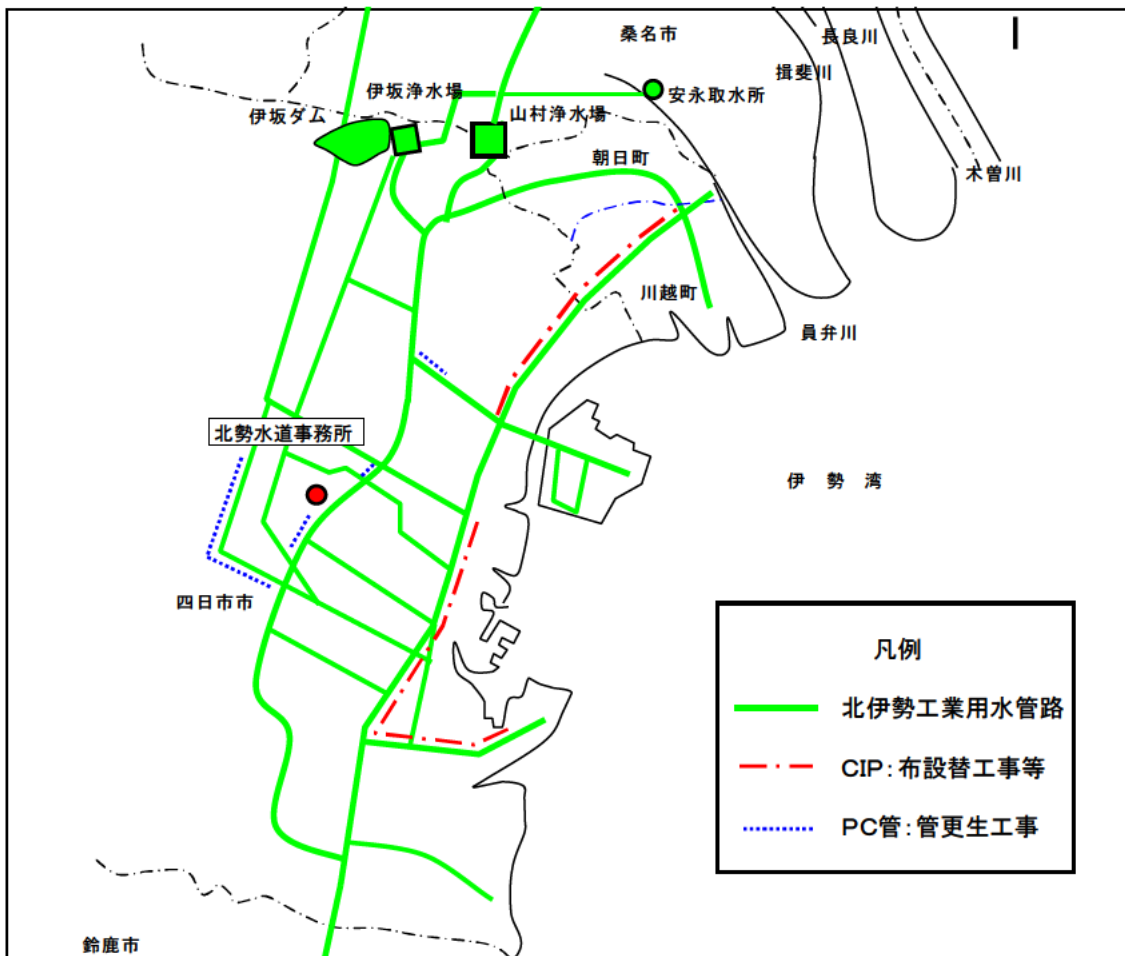 桑名市
長良川
揖斐川
伊坂浄水場
安永取水所
伊坂ダム
山村浄水場
朝日町
木曽川
川越町
員弁川
北勢水道事務所
伊 勢 湾
四日市市
凡例
北伊勢工業用水管路
CIP:布設替工事等
PC管:管更生工事
鈴鹿市